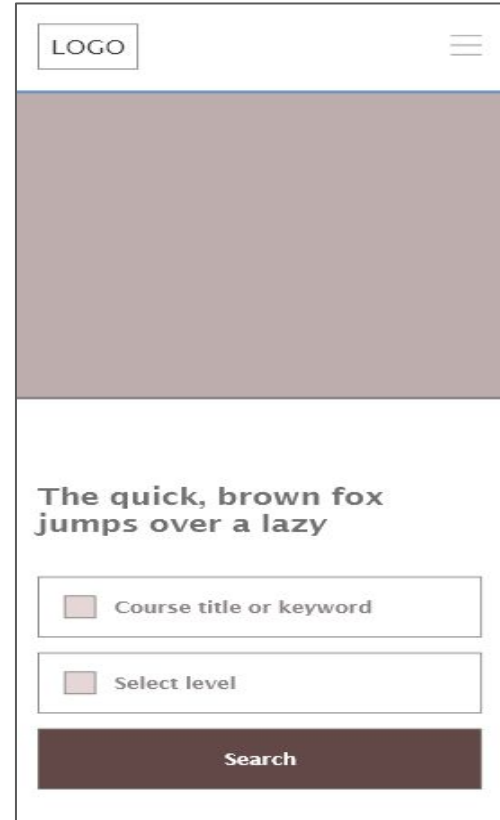 LOGO
The quick, brown fox
jumps over a lazy
Course title or keyword
Select level
Search